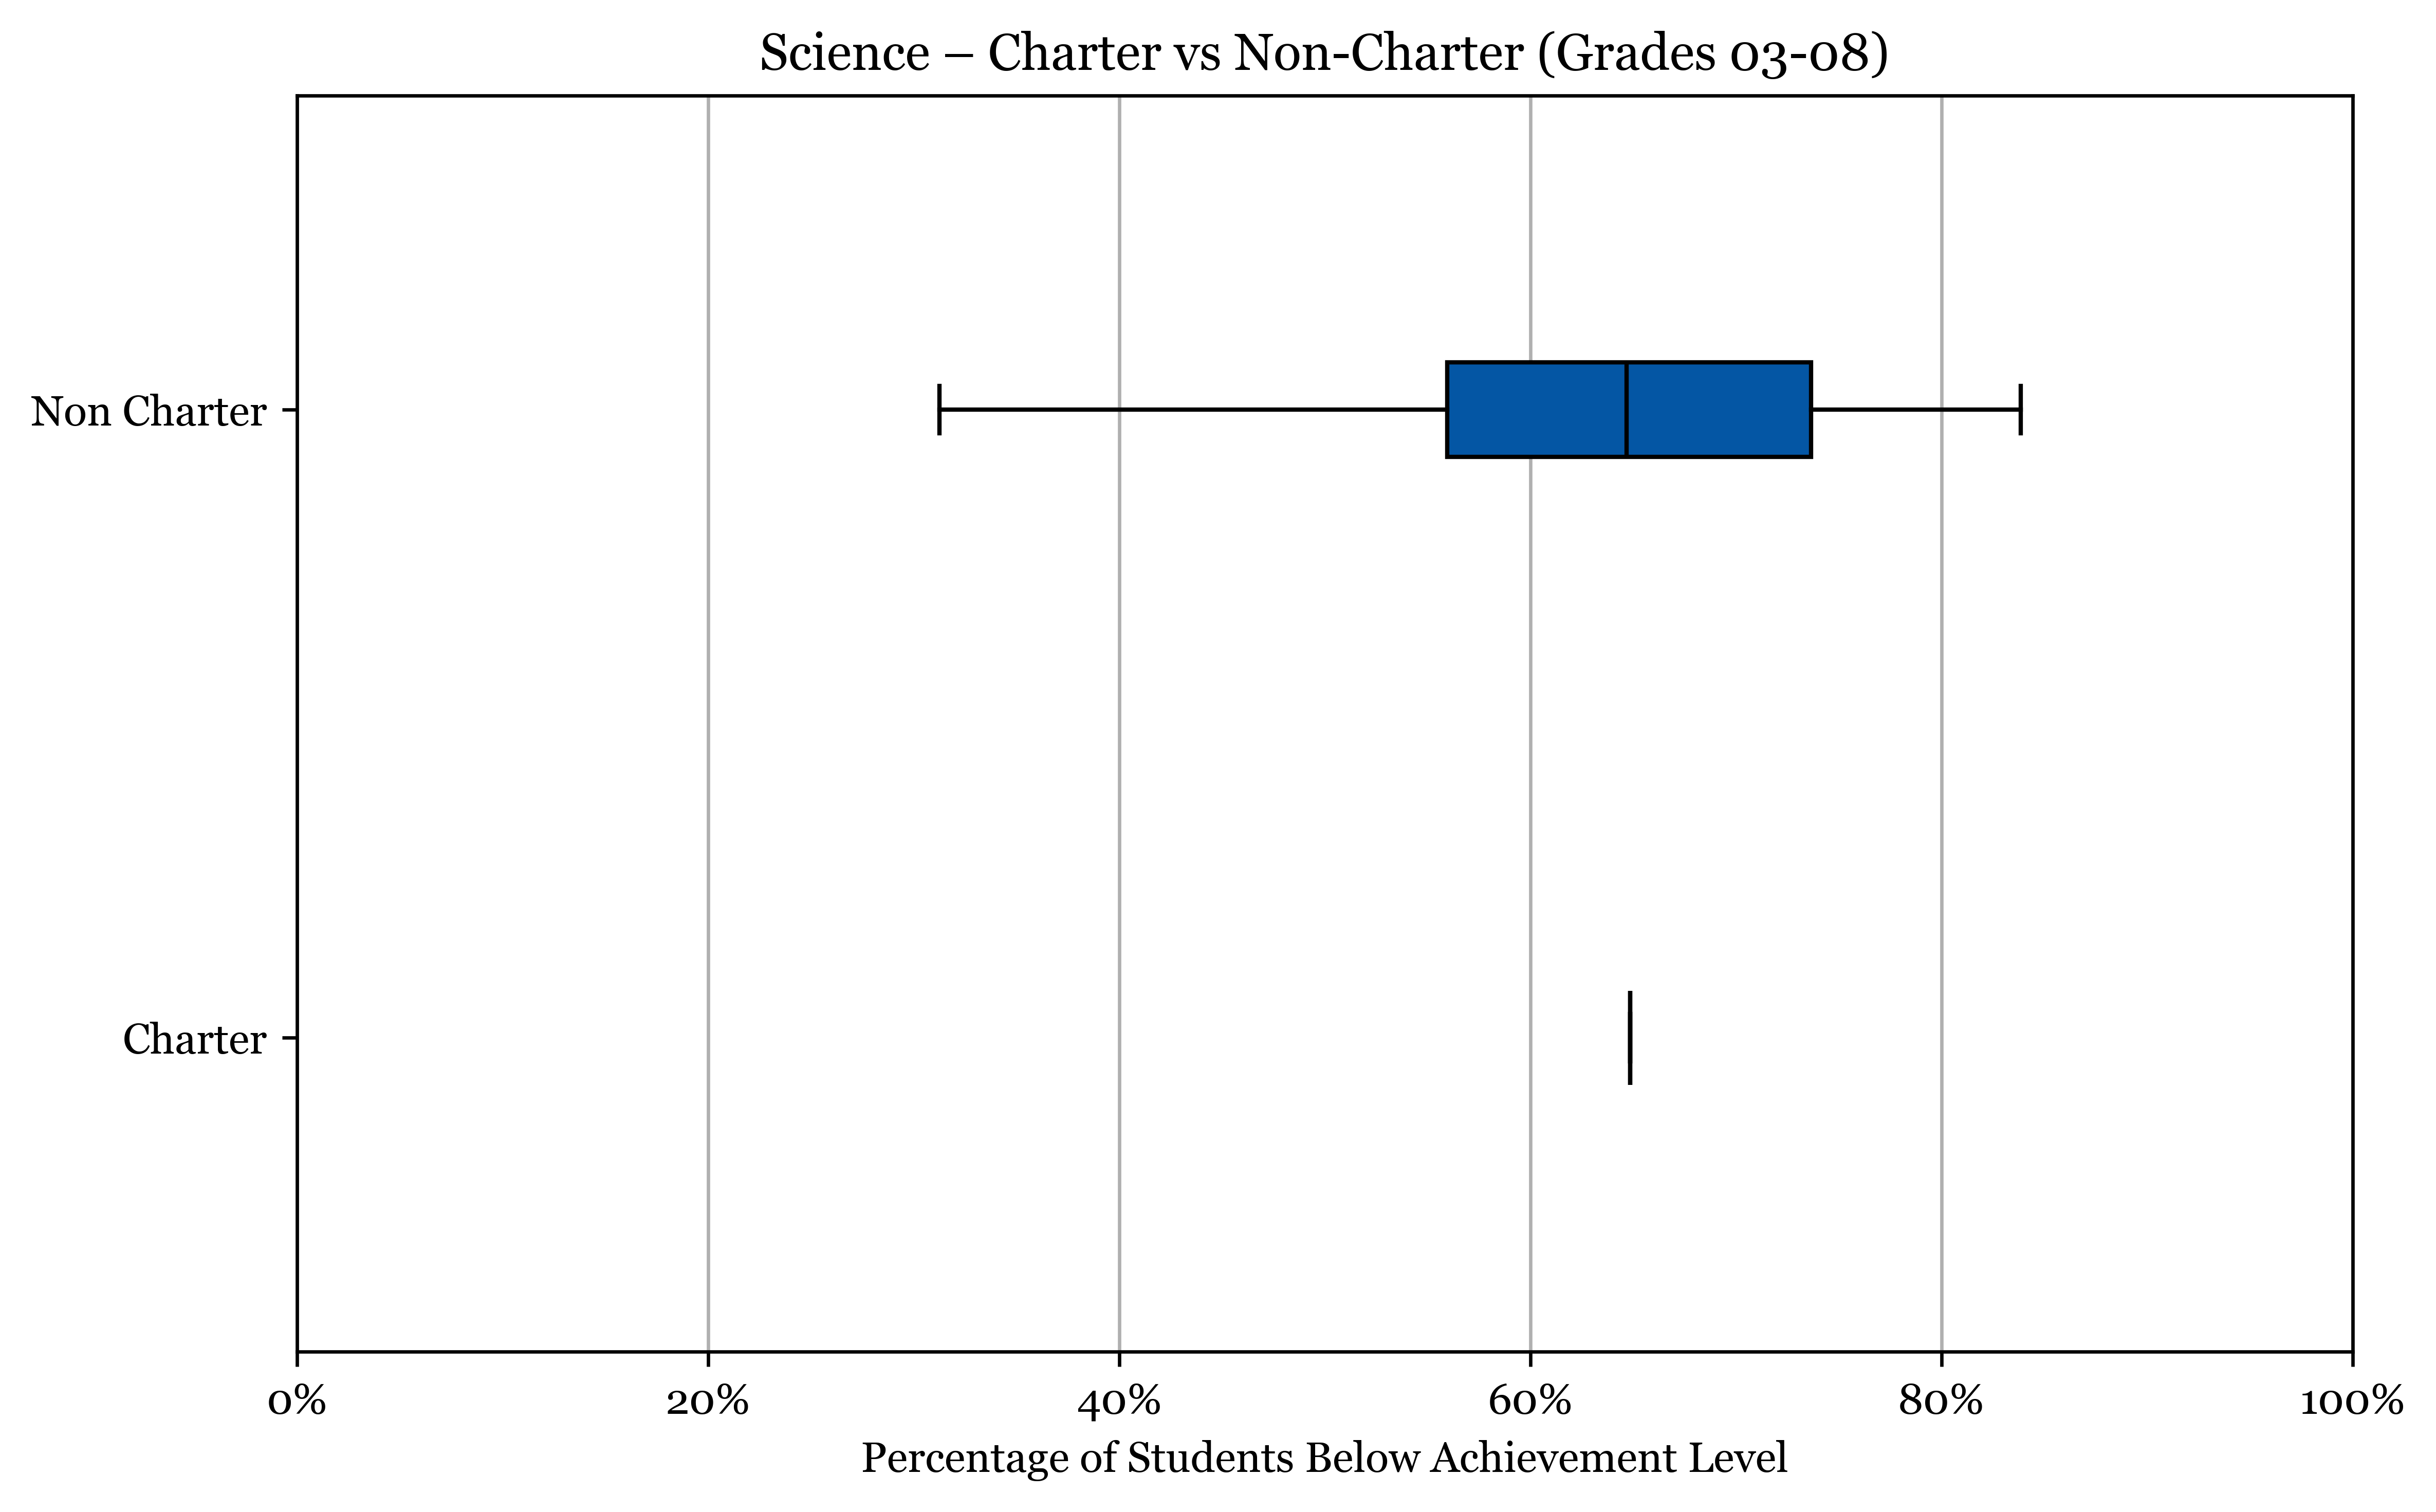 Science – Charter vs Non-Charter (Grades 03-08)
Non Charter
Charter
0% 20% 40% 60% 80% 100%
Percentage of Students Below Achievement Level